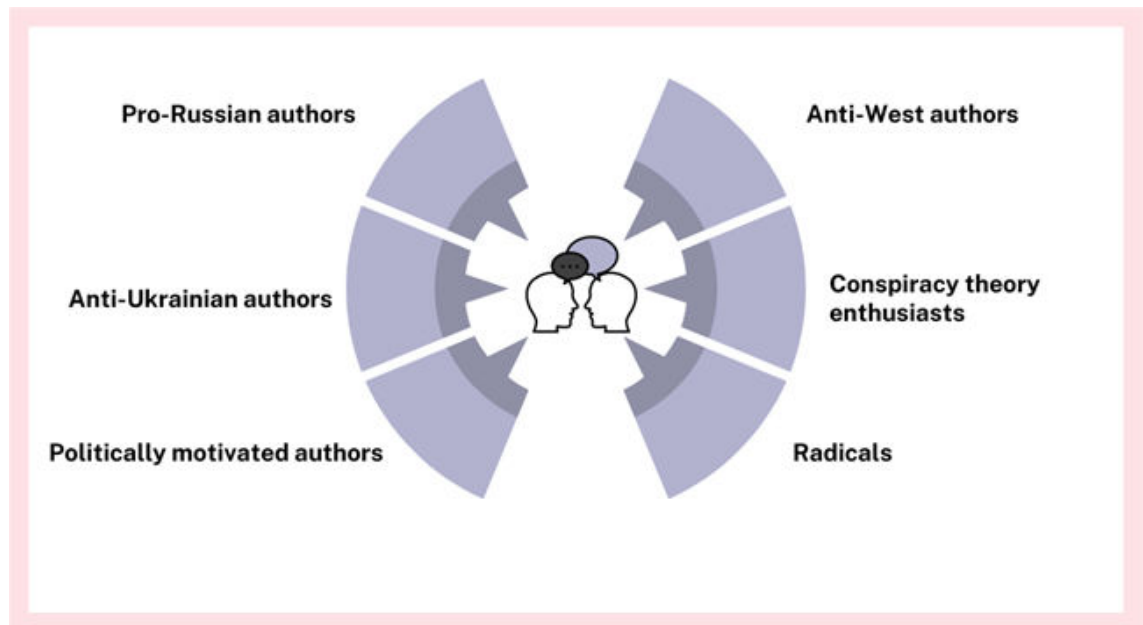 Pro-Russian authors
Anti-Ukrainian authors
Politically motivated authors
Anti-West authors
Conspiracy theory
enthusiasts
Radicals